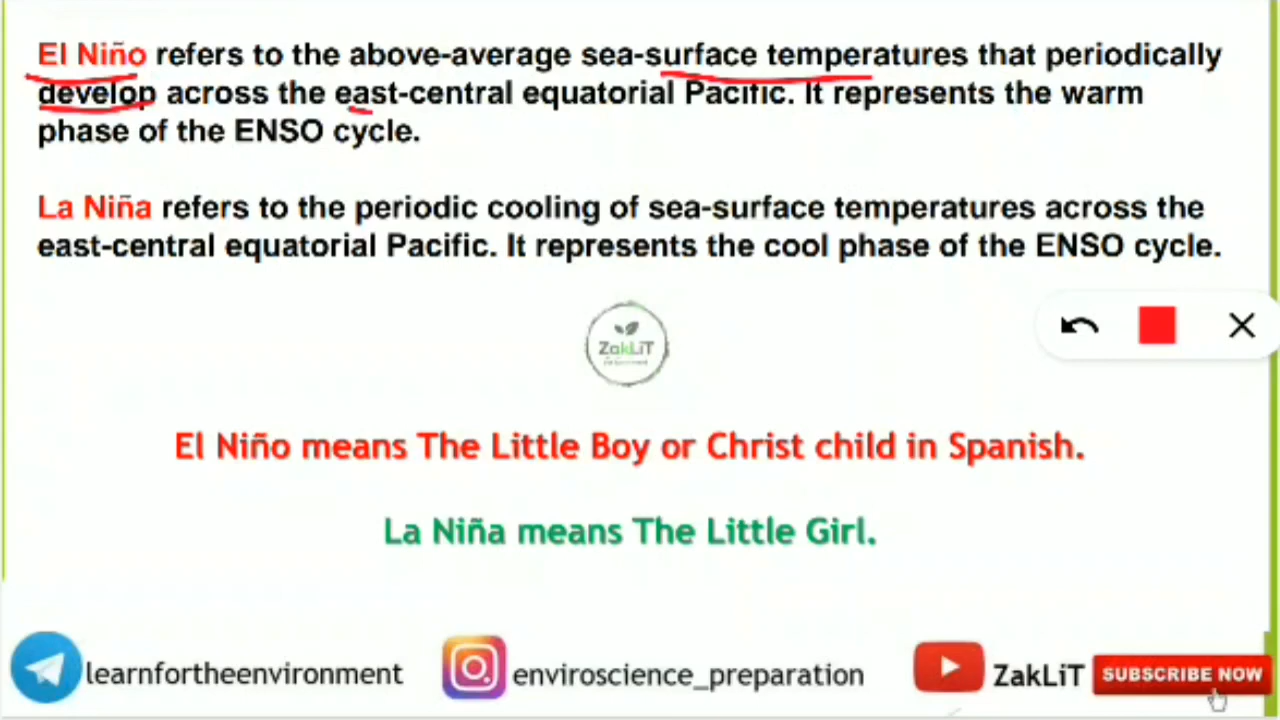 El Niño refers to the above-average sea-surface temperatures that periodically
develop across the east-central equatorial Pacific. It represents the warm
phase of the ENSO cycle.
La Niña refers to the periodic cooling of sea-surface temperatures across the
east-central equatorial Pacific. It represents the cool phase of the ENSO cycle.
ZakLiT
El Niño means The Little Boy or Christ child in Spanish.
La Niña means The Little Girl.
learnfortheenvironment enviroscience_preparation ZakLiT SUBSCRIBE NOW